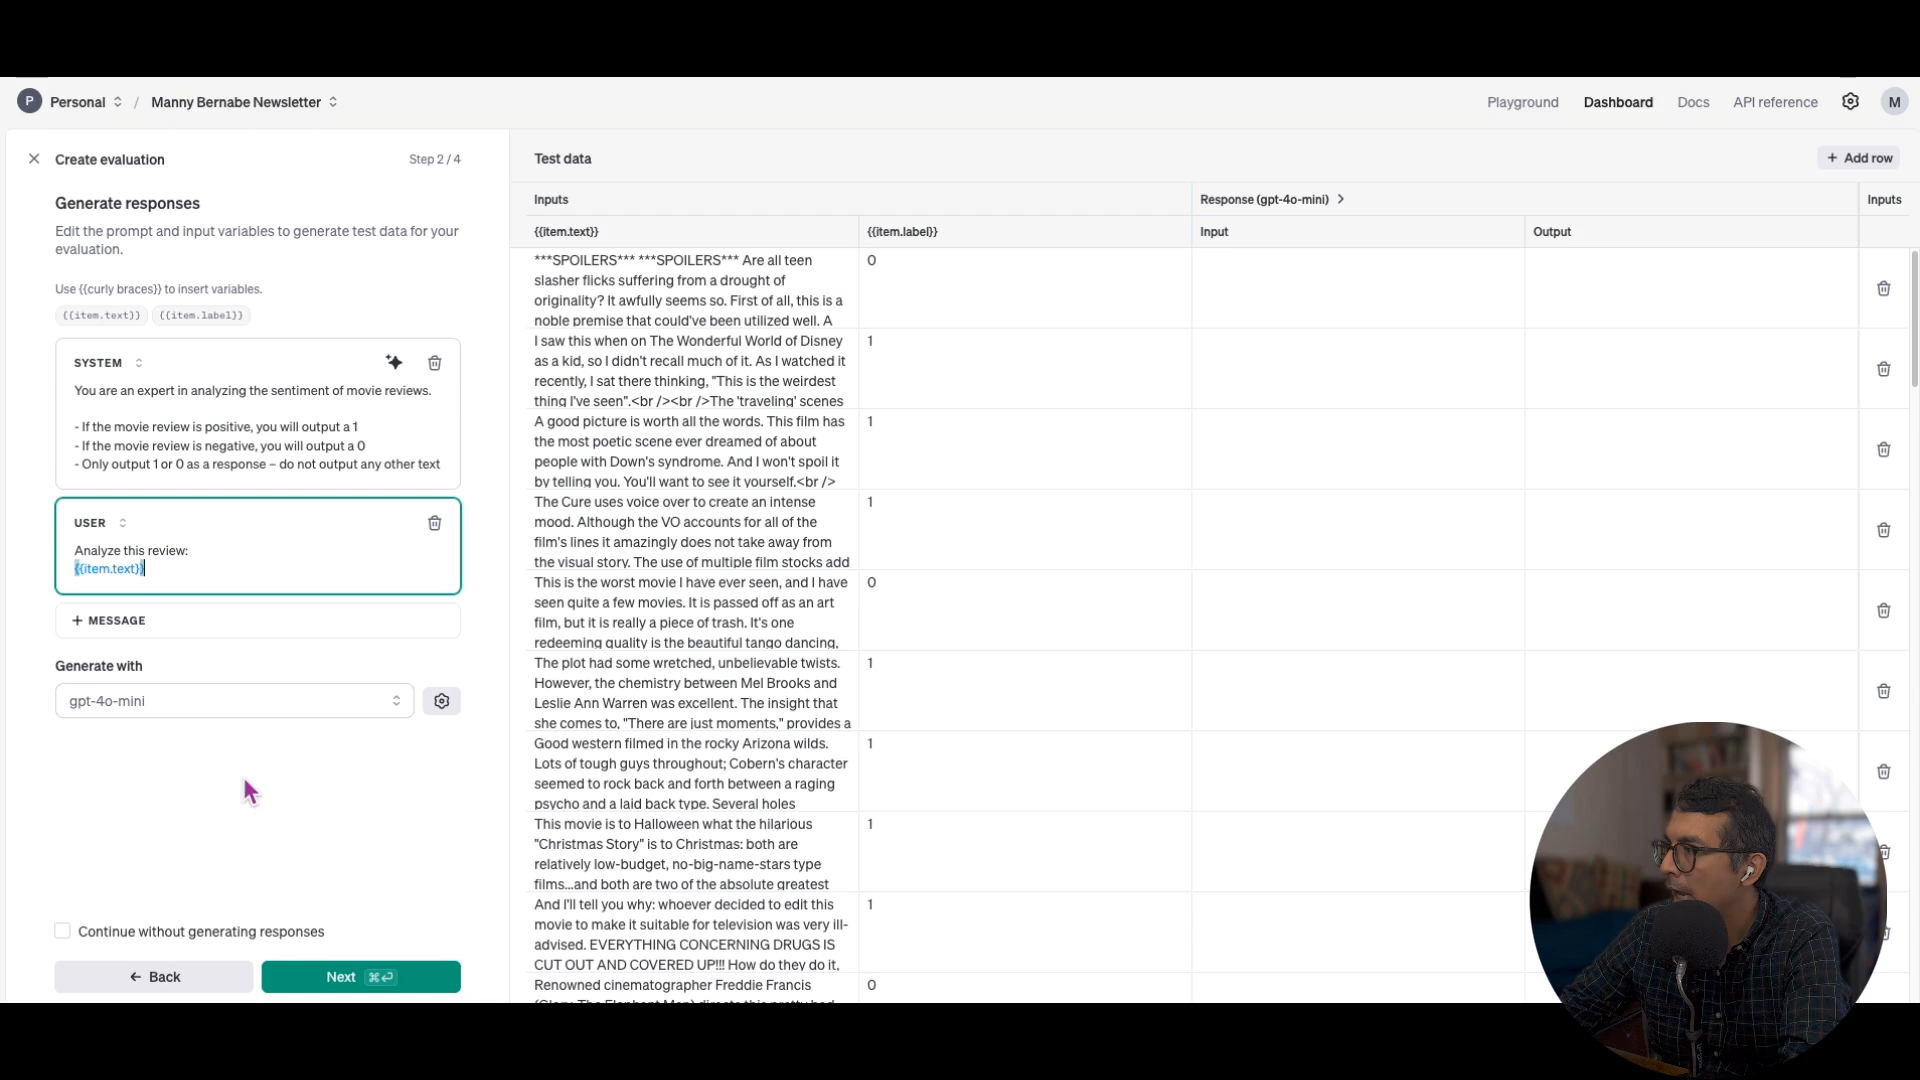 P Personal / Manny Bernabe Newsletter
Playground Dashboard Docs API reference M
Create evaluation Step 2 / 4
Generate responses
Edit the prompt and input variables to generate test data for your
evaluation.
Use {{curly braces}} to insert variables.
{{item.text}} {{item.label}}
SYSTEM
You are an expert in analyzing the sentiment of movie reviews.
- If the movie review is positive, you will output a 1
- If the movie review is negative, you will output a 0
- Only output 1 or 0 as a response – do not output any other text
USER
Analyze this review:
{{item.text}}
+ MESSAGE
Generate with
gpt-4o-mini
Continue without generating responses
← Back
Next ⌘↵
Test data
+ Add row
Inputs Response (gpt-4o-mini) > Inputs
{{item.text}} {{item.label}} Input Output
***SPOILERS*** ***SPOILERS*** Are all teen 0
slasher flicks suffering from a drought of
originality? It awfully seems so. First of all, this is a
noble premise that could've been utilized well. A
I saw this when on The Wonderful World of Disney 1
as a kid, so I didn't recall much of it. As I watched it
recently, I sat there thinking, "This is the weirdest
thing I've seen".<br /><br />The 'traveling' scenes
A good picture is worth all the words. This film has 1
the most poetic scene ever dreamed of about
people with Down's syndrome. And I won't spoil it
by telling you. You'll want to see it yourself.<br />
The Cure uses voice over to create an intense 1
mood. Although the VO accounts for all of the
film's lines it amazingly does not take away from
the visual story. The use of multiple film stocks add
This is the worst movie I have ever seen, and I have 0
seen quite a few movies. It is passed off as an art
film, but it is really a piece of trash. It's one
redeeming quality is the beautiful tango dancing,
The plot had some wretched, unbelievable twists. 1
However, the chemistry between Mel Brooks and
Leslie Ann Warren was excellent. The insight that
she comes to, "There are just moments," provides a
Good western filmed in the rocky Arizona wilds. 1
Lots of tough guys throughout; Cobern's character
seemed to rock back and forth between a raging
psycho and a laid back type. Several holes
This movie is to Halloween what the hilarious 1
"Christmas Story" is to Christmas: both are
relatively low-budget, no-big-name-stars type
films...and both are two of the absolute greatest
And I'll tell you why: whoever decided to edit this 1
movie to make it suitable for television was very ill-
advised. EVERYTHING CONCERNING DRUGS IS
CUT OUT AND COVERED UP!!! How do they do it,
Renowned cinematographer Freddie Francis 0